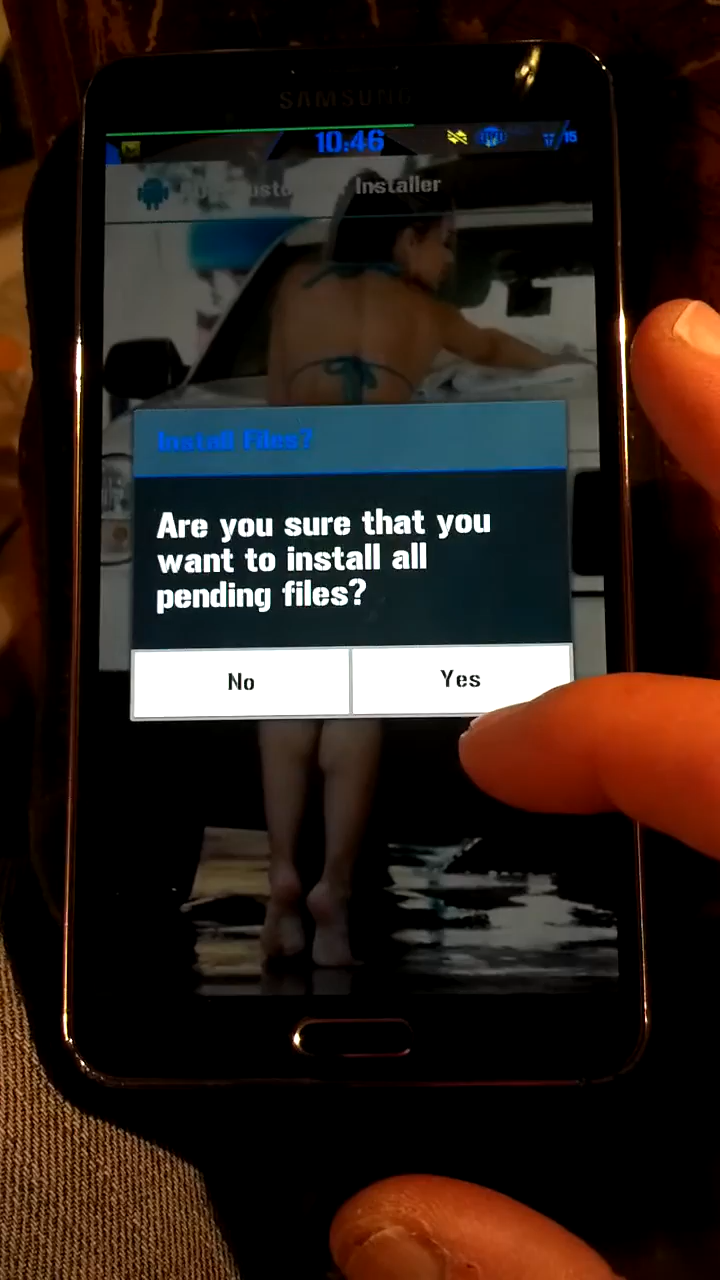 SAMSUNG
10:46
15
Installer
Install Files?
Are you sure that you
want to install all
pending files?
No
Yes